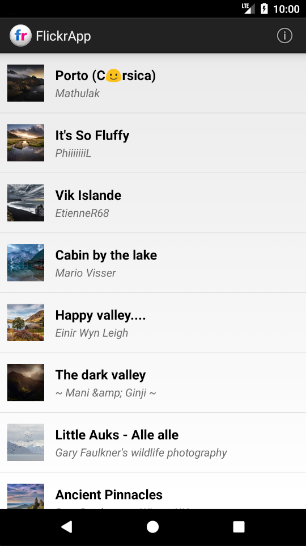 LTE 10:00
fr FlickrApp
Porto (C🙂rsica)
Mathulak
It's So Fluffy
PhiiiiiiL
Vik Islande
EtienneR68
Cabin by the lake
Mario Visser
Happy valley....
Einir Wyn Leigh
The dark valley
~ Mani &amp; Ginji ~
Little Auks - Alle alle
Gary Faulkner's wildlife photography
Ancient Pinnacles